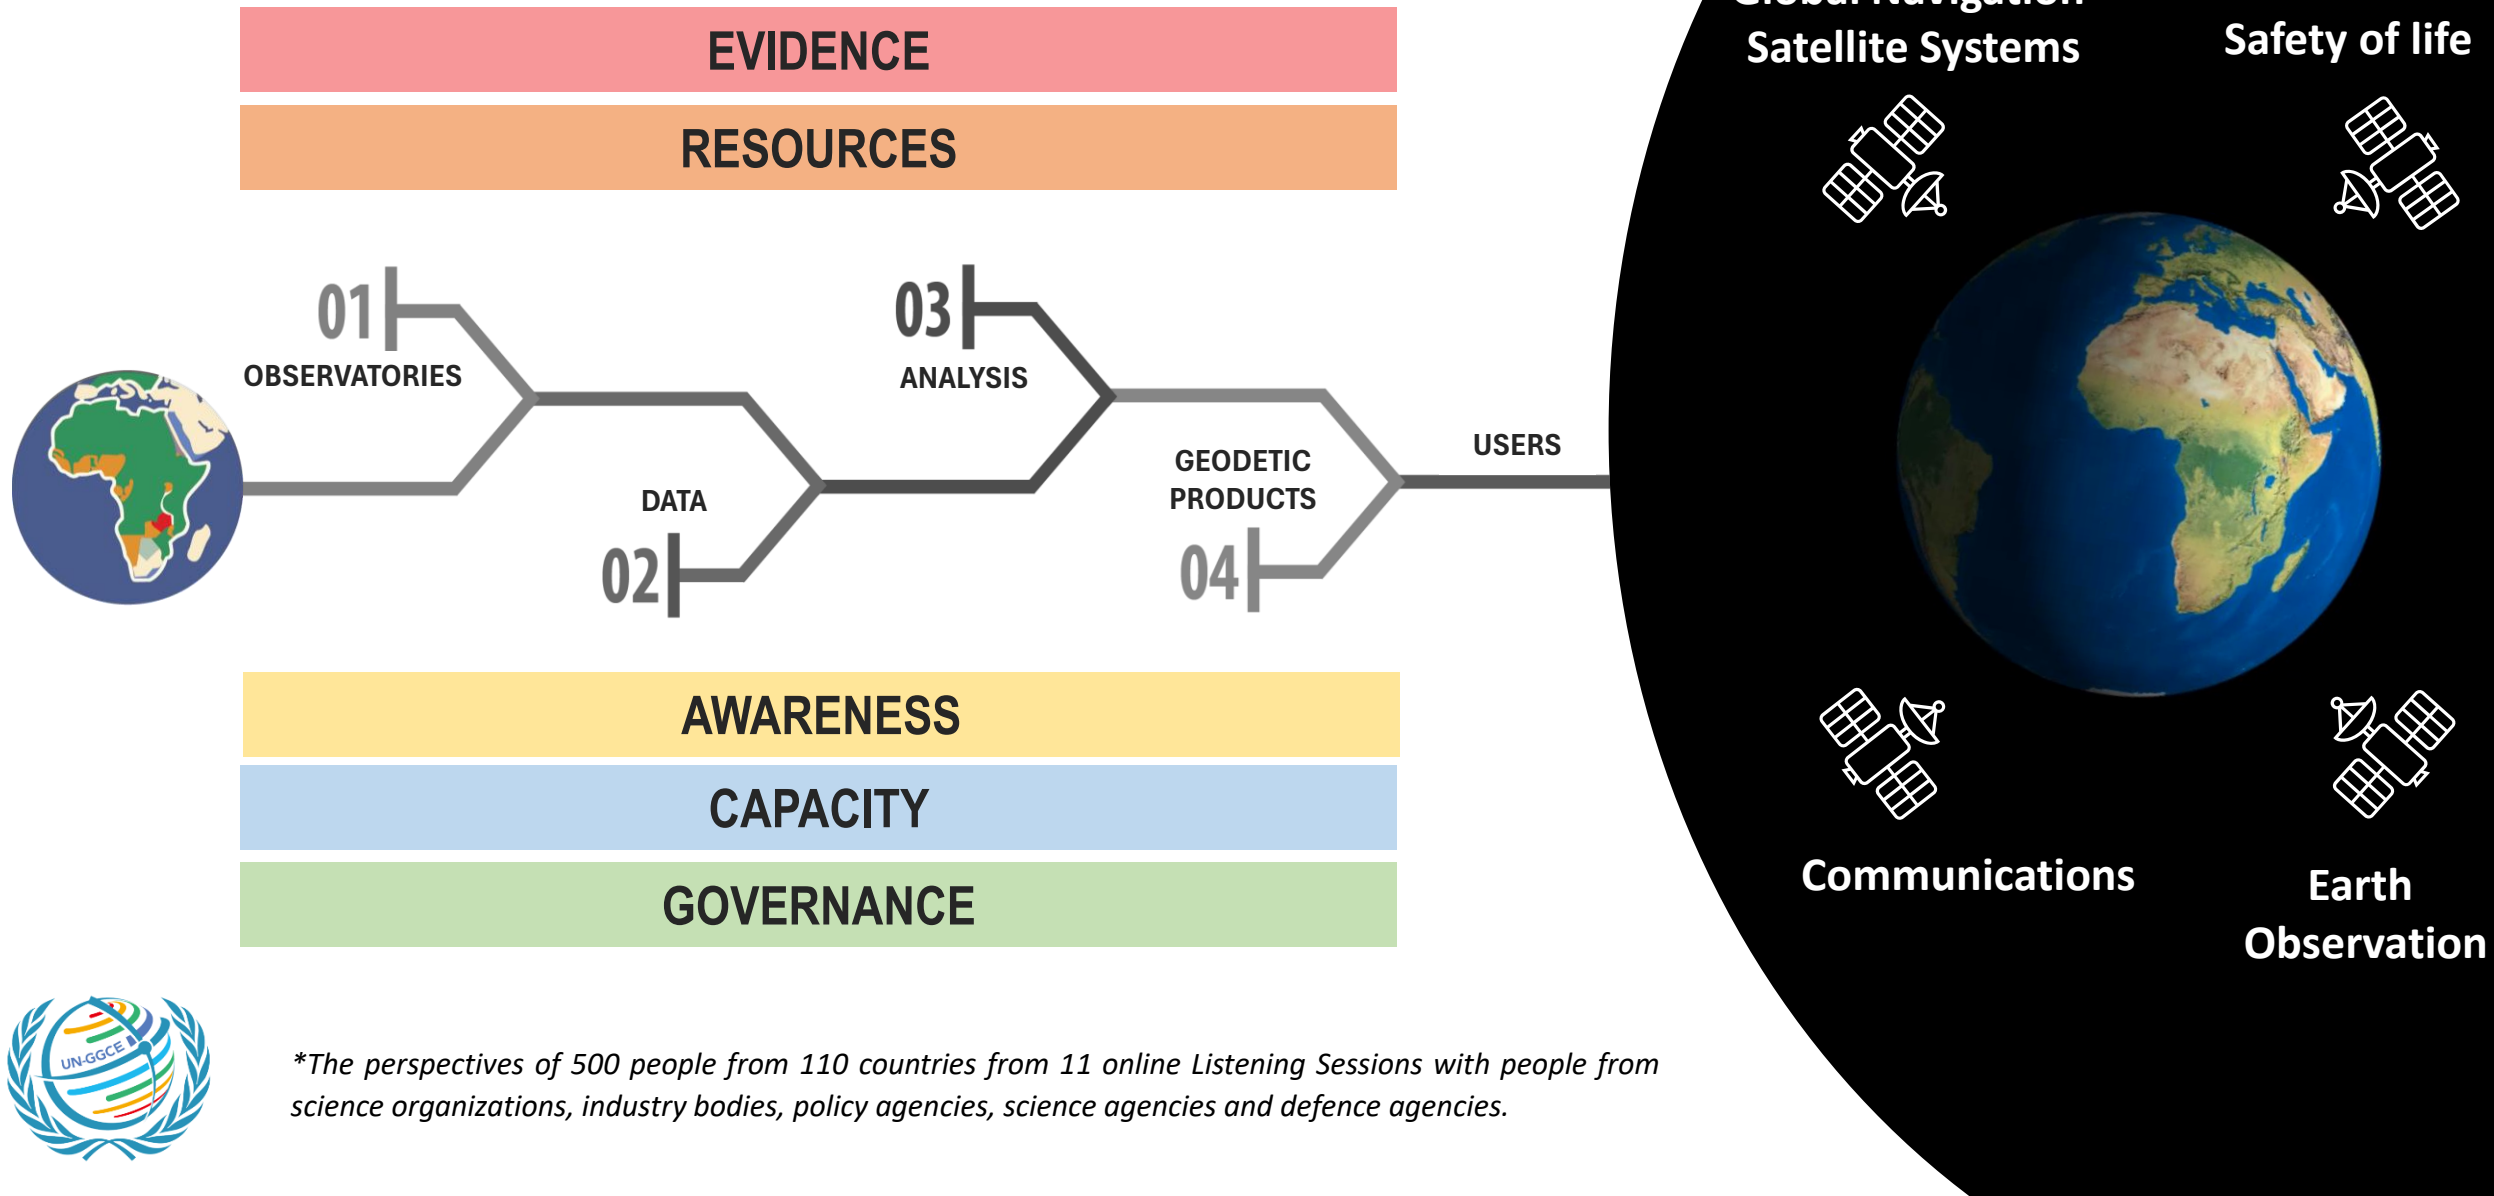 EVIDENCE
RESOURCES
01
OBSERVATORIES
DATA
02
03
ANALYSIS
GEODETIC
PRODUCTS
04
USERS
AWARENESS
CAPACITY
GOVERNANCE
Global Navigation
Satellite Systems
Safety of life
Communications
Earth
Observation
UN-GGCE
*The perspectives of 500 people from 110 countries from 11 online Listening Sessions with people from
science organizations, industry bodies, policy agencies, science agencies and defence agencies.